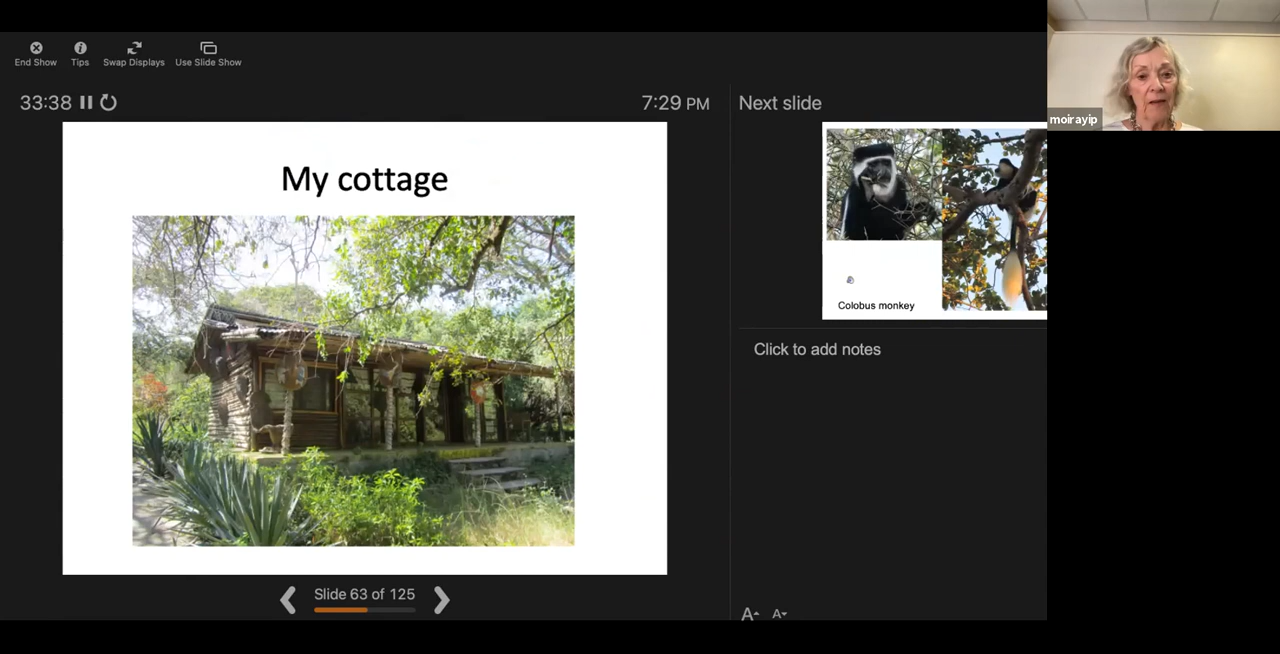 End Show
Tips
Swap Displays
Use Slide Show
33:38
7:29 PM
Next slide
moirayip
My cottage
Colobus monkey
Click to add notes
Slide 63 of 125
A
A